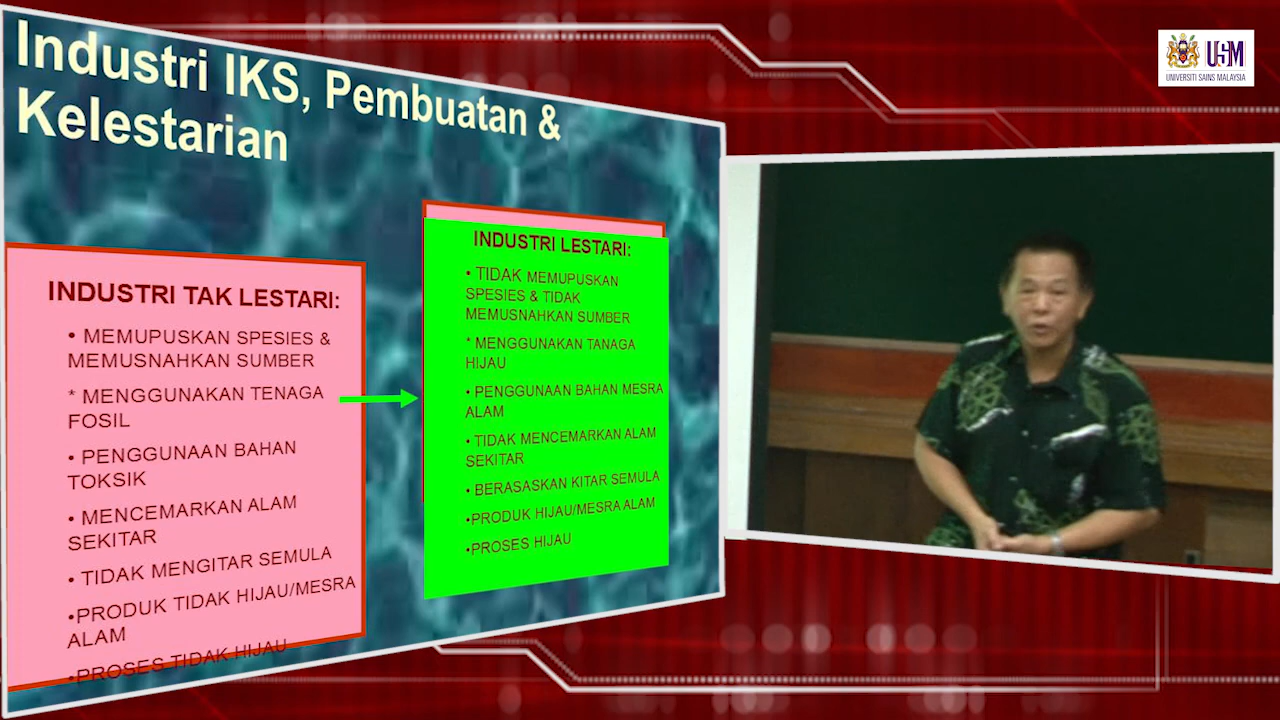 Industri IKS, Pembuatan &
Kelestarian
INDUSTRI TAK LESTARI:
• MEMUPUSKAN SPESIES &
MEMUSNAHKAN SUMBER
* MENGGUNAKAN TENAGA
FOSIL
• PENGGUNAAN BAHAN
TOKSIK
• MENCEMARKAN ALAM
SEKITAR
• TIDAK MENGITAR SEMULA
•PRODUK TIDAK HIJAU/MESRA
ALAM
•PROSES TIDAK HIJAU
INDUSTRI LESTARI:
• TIDAK MEMUPUSKAN
SPESIES & TIDAK
MEMUSNAHKAN SUMBER
* MENGGUNAKAN TANAGA
HIJAU
• PENGGUNAAN BAHAN MESRA
ALAM
• TIDAK MENCEMARKAN ALAM
SEKITAR
• BERASASKAN KITAR SEMULA
•PRODUK HIJAU/MESRA ALAM
•PROSES HIJAU
USM
UNIVERSITI SAINS MALAYSIA